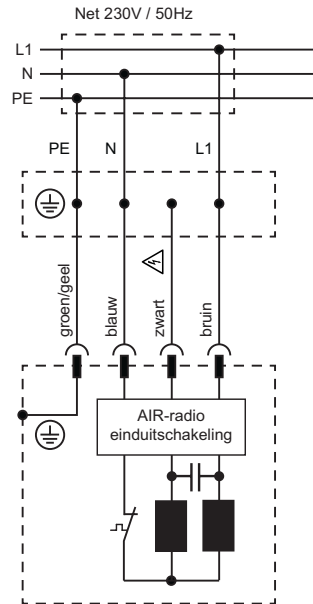 Net 230V / 50Hz
L1
N
PE
PE
N
L1
groen/geel
blauw
zwart
bruin
AIR-radio
einduitschakeling